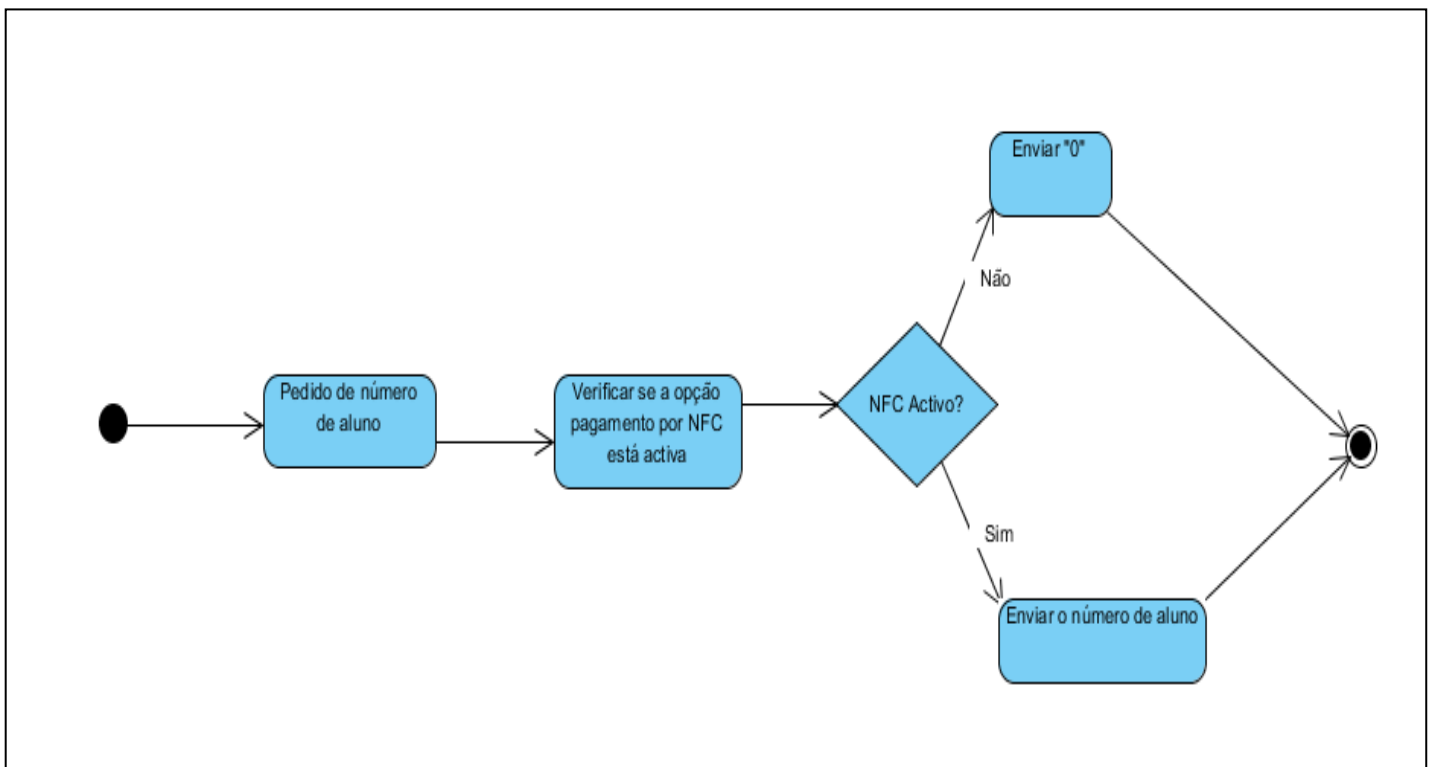 Pedido de número
de aluno
Verificar se a opção
pagamento por NFC
está activa
NFC Activo?
Não
Enviar "0"
Sim
Enviar o número de aluno